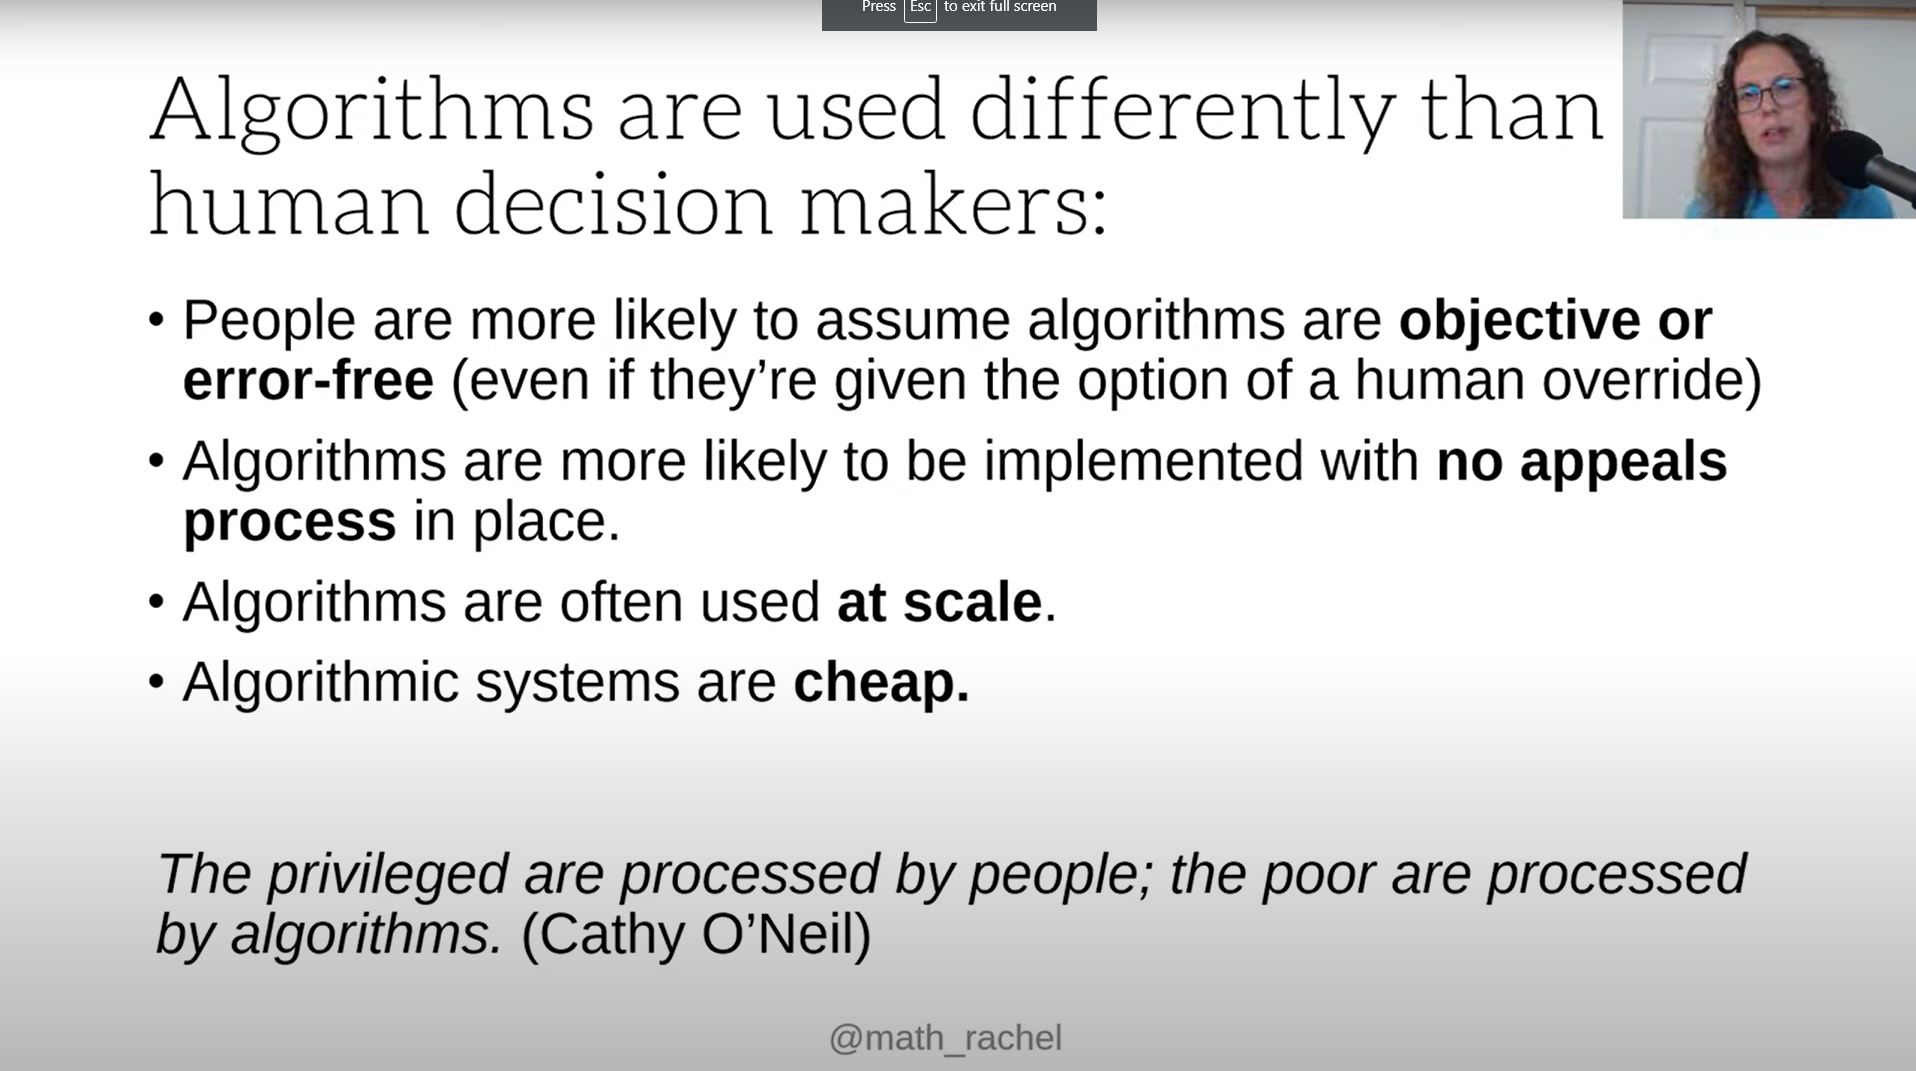 Press Esc to exit full screen
Algorithms are used differently than
human decision makers:
• People are more likely to assume algorithms are objective or
error-free (even if they’re given the option of a human override)
• Algorithms are more likely to be implemented with no appeals
process in place.
• Algorithms are often used at scale.
• Algorithmic systems are cheap.
The privileged are processed by people; the poor are processed
by algorithms. (Cathy O’Neil)
@math_rachel